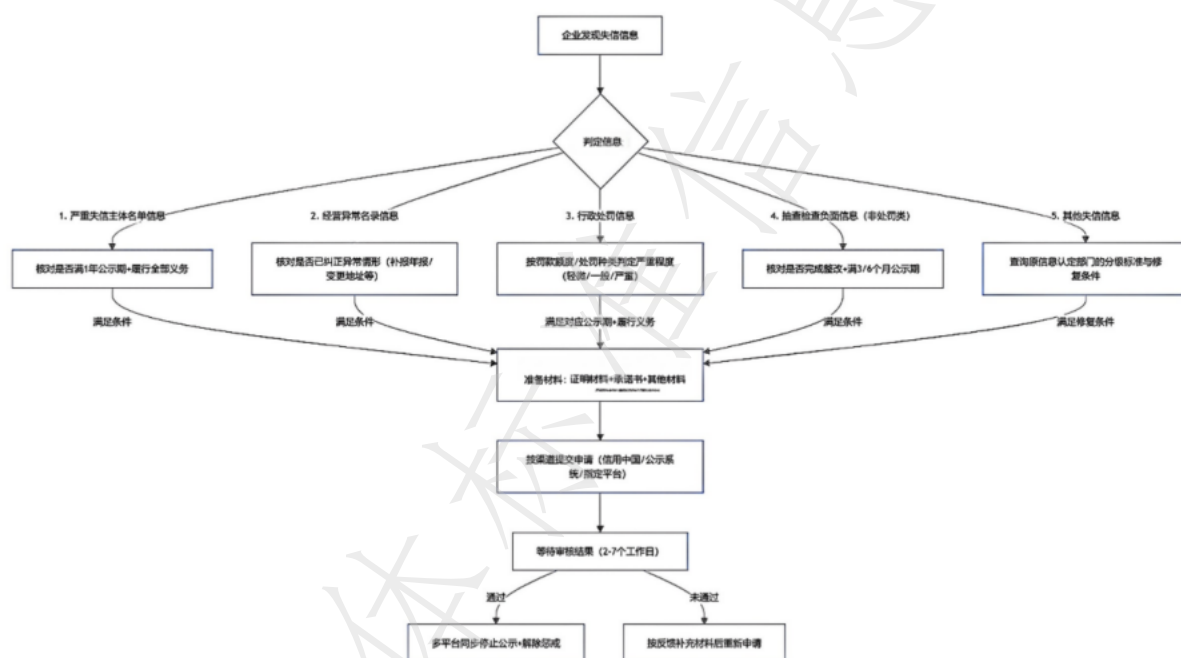 企业发现失信信息
判定信息
1. 严重失信主体名单信息
2. 经营异常名录信息
3. 行政处罚信息
4. 抽查检查负面信息（非处罚类）
5. 其他失信信息
核对是否满1年公示期+履行全部义务
核对是否已纠正异常情形（补报年报/
变更地址等）
按罚款额度/处罚种类判定严重程度
（轻微/一般/严重）
核对是否完成整改+满3/6个月公示期
查询原信息认定部门的分级标准与修
复条件
满足条件
满足条件
满足对应公示期+履行义务
满足条件
满足修复条件
准备材料：证明材料+承诺书+其他材料
按渠道提交申请（信用中国/公示系
统/指定平台）
等待审核结果（2-7个工作日）
通过
未通过
多平台同步停止公示+解除惩戒
按反馈补充材料后重新申请
体标准信息